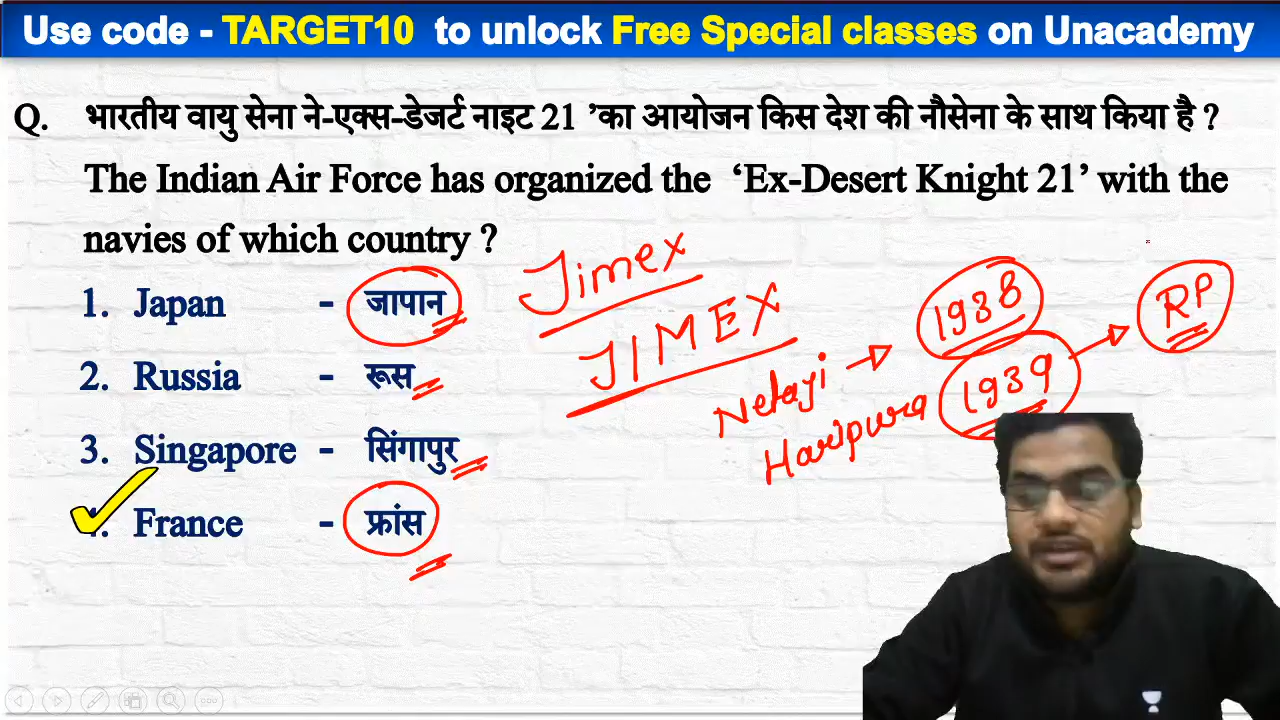 Use code - TARGET10 to unlock Free Special classes on Unacademy
Q. भारतीय वायु सेना ने-एक्स-डेजर्ट नाइट 21 ’का आयोजन किस देश की नौसेना के साथ किया है ?
The Indian Air Force has organized the ‘Ex-Desert Knight 21’ with the
navies of which country ?
1. Japan - जापान
2. Russia - रूस
3. Singapore - सिंगापुर
4. France - फ्रांस
Jimex
JIMEX
Netayi → 1938
Haripura 1939 → RP